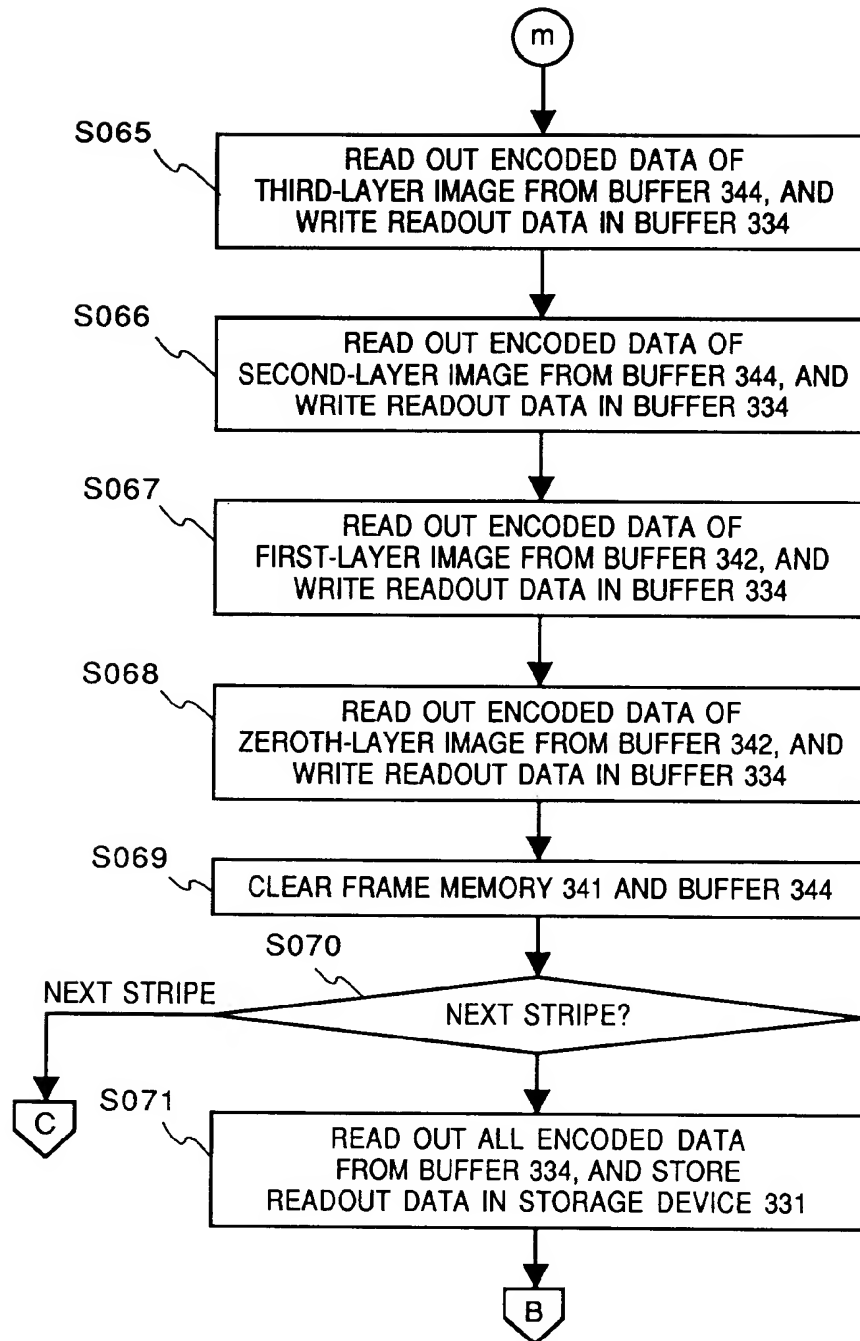 m
S065
READ OUT ENCODED DATA OF
THIRD-LAYER IMAGE FROM BUFFER 344, AND
WRITE READOUT DATA IN BUFFER 334
S066
READ OUT ENCODED DATA OF
SECOND-LAYER IMAGE FROM BUFFER 344, AND
WRITE READOUT DATA IN BUFFER 334
S067
READ OUT ENCODED DATA OF
FIRST-LAYER IMAGE FROM BUFFER 342, AND
WRITE READOUT DATA IN BUFFER 334
S068
READ OUT ENCODED DATA OF
ZEROTH-LAYER IMAGE FROM BUFFER 342, AND
WRITE READOUT DATA IN BUFFER 334
S069
CLEAR FRAME MEMORY 341 AND BUFFER 344
S070
NEXT STRIPE
NEXT STRIPE?
C
S071
READ OUT ALL ENCODED DATA
FROM BUFFER 334, AND STORE
READOUT DATA IN STORAGE DEVICE 331
B